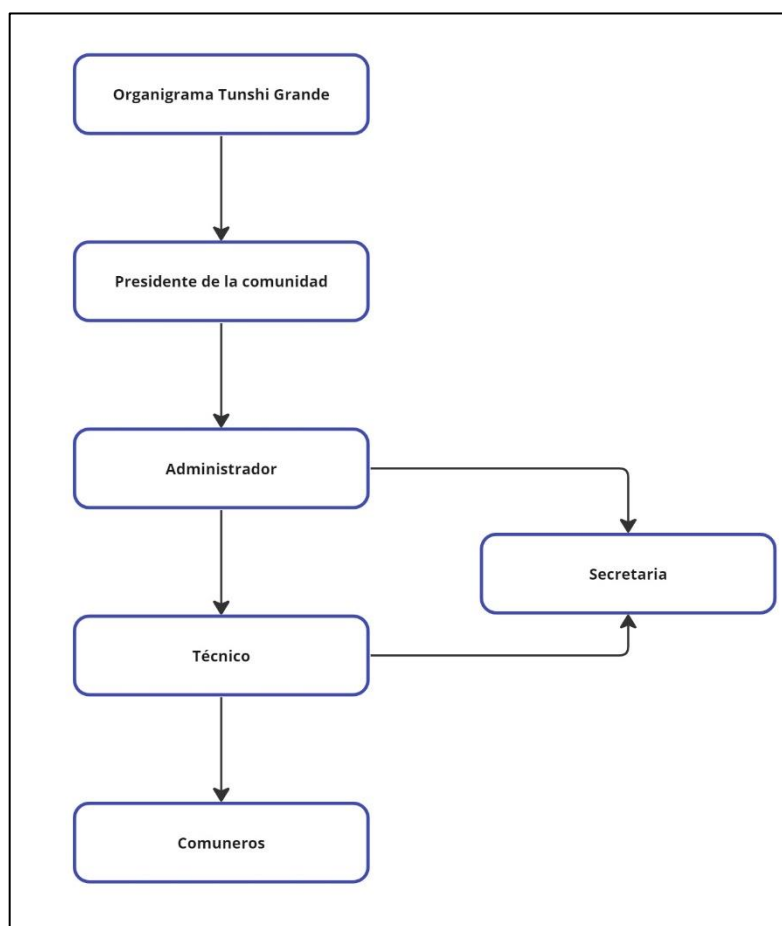 Organigrama Tunshi Grande
Presidente de la comunidad
Administrador
Secretaria
Técnico
Comuneros